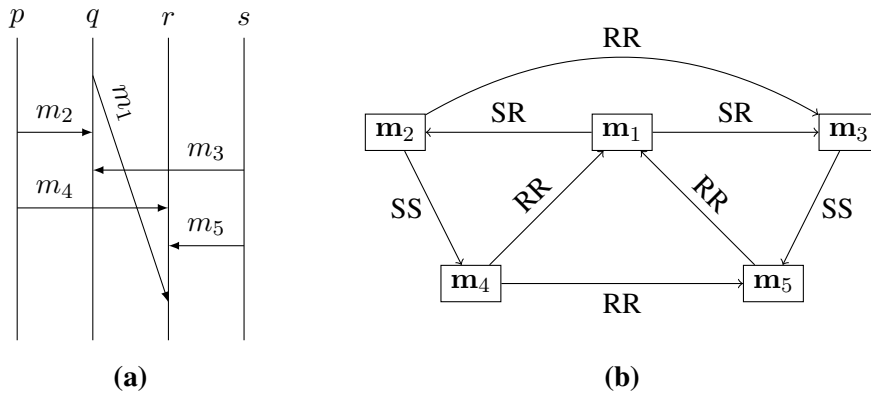 p q r s
m1
m2
m3
m4
m5
(a)
RR
SR SR
m2 m1 m3
SS RR RR SS
m4 m5
RR
(b)